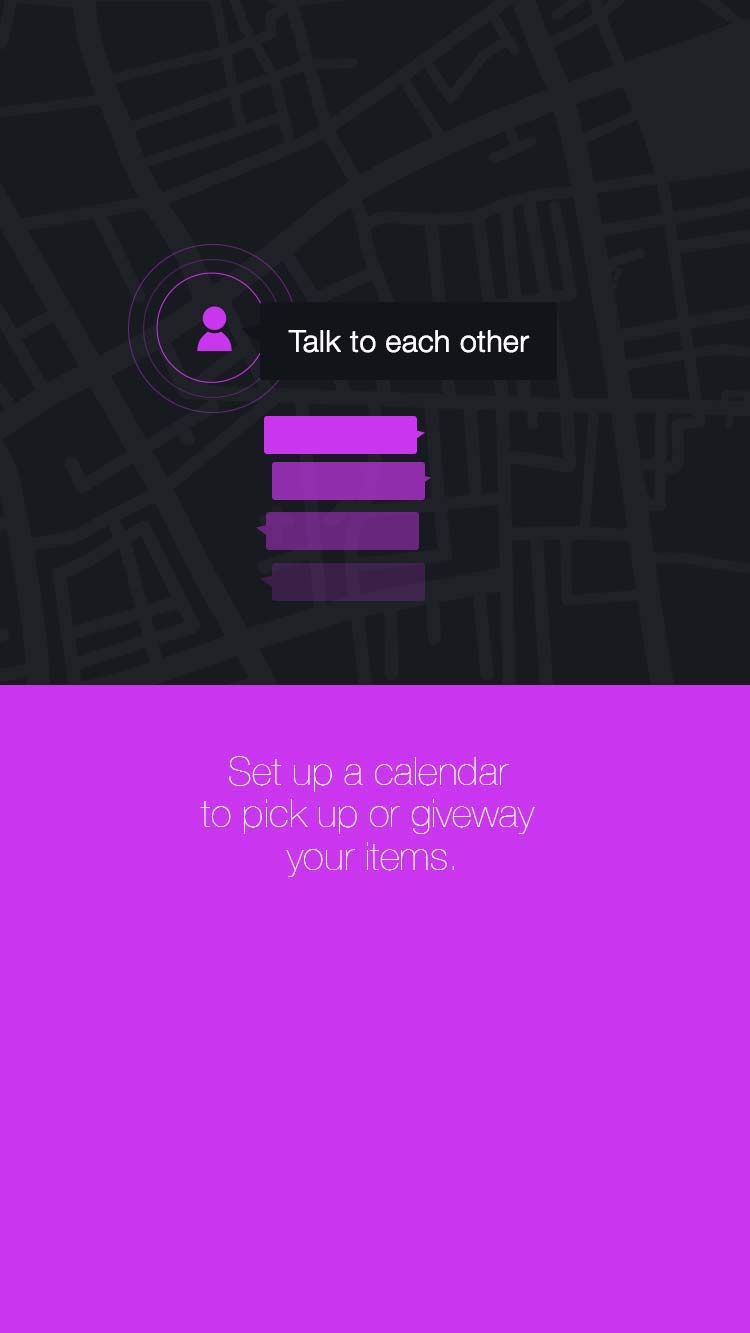 Talk to each other
Set up a calendar
to pick up or giveway
your items.